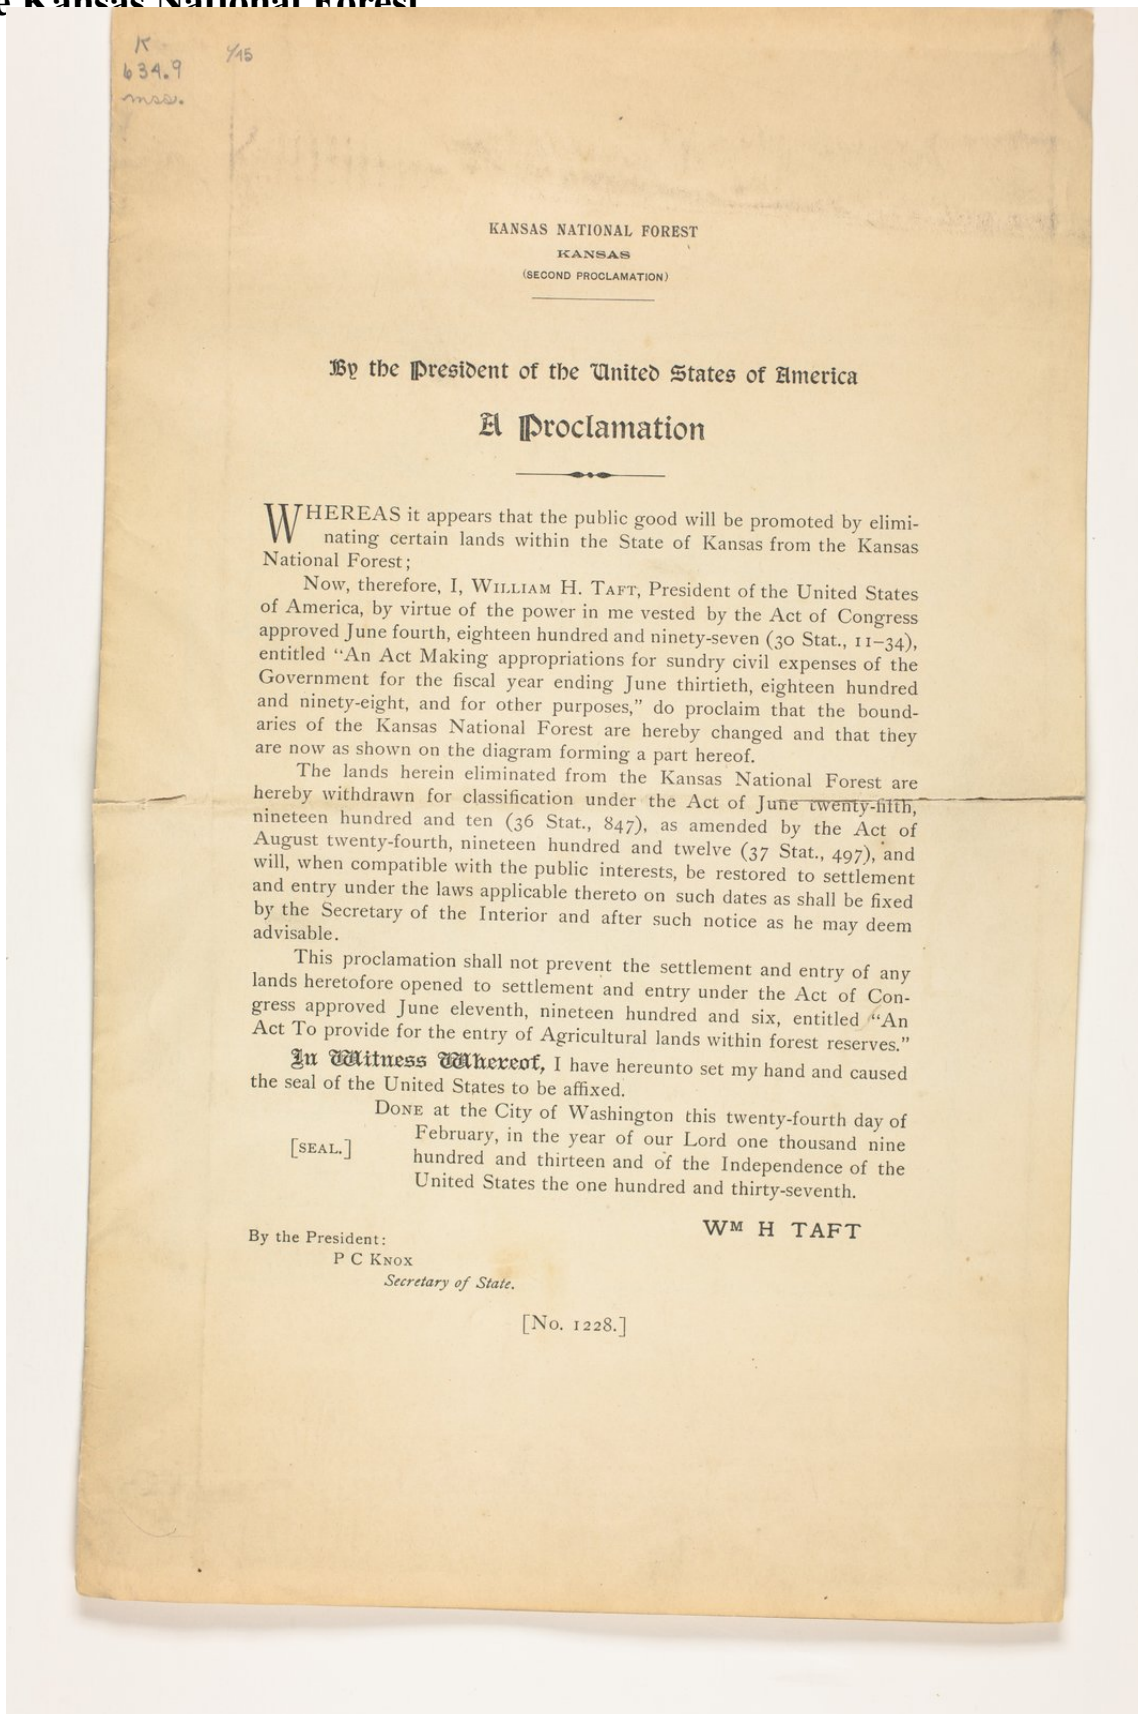 Kansas National Forest
K
634.9
mss.
KANSAS NATIONAL FOREST
KANSAS
(SECOND PROCLAMATION)
By the President of the United States of America
A Proclamation
WHEREAS it appears that the public good will be promoted by elimi-
nating certain lands within the State of Kansas from the Kansas
National Forest;
Now, therefore, I, WILLIAM H. TAFT, President of the United States
of America, by virtue of the power in me vested by the Act of Congress
approved June fourth, eighteen hundred and ninety-seven (30 Stat., 11–34),
entitled “An Act Making appropriations for sundry civil expenses of the
Government for the fiscal year ending June thirtieth, eighteen hundred
and ninety-eight, and for other purposes,” do proclaim that the bound-
aries of the Kansas National Forest are hereby changed and that they
are now as shown on the diagram forming a part hereof.
The lands herein eliminated from the Kansas National Forest are
hereby withdrawn for classification under the Act of June twenty-fifth,
nineteen hundred and ten (36 Stat., 847), as amended by the Act of
August twenty-fourth, nineteen hundred and twelve (37 Stat., 497), and
will, when compatible with the public interests, be restored to settlement
and entry under the laws applicable thereto on such dates as shall be fixed
by the Secretary of the Interior and after such notice as he may deem
advisable.
This proclamation shall not prevent the settlement and entry of any
lands heretofore opened to settlement and entry under the Act of Con-
gress approved June eleventh, nineteen hundred and six, entitled “An
Act To provide for the entry of Agricultural lands within forest reserves.”
In Witness Whereof, I have hereunto set my hand and caused
the seal of the United States to be affixed.
DONE at the City of Washington this twenty-fourth day of
February, in the year of our Lord one thousand nine
[SEAL.] hundred and thirteen and of the Independence of the
United States the one hundred and thirty-seventh.
WM H TAFT
By the President:
P C KNOX
Secretary of State.
[No. 1228.]